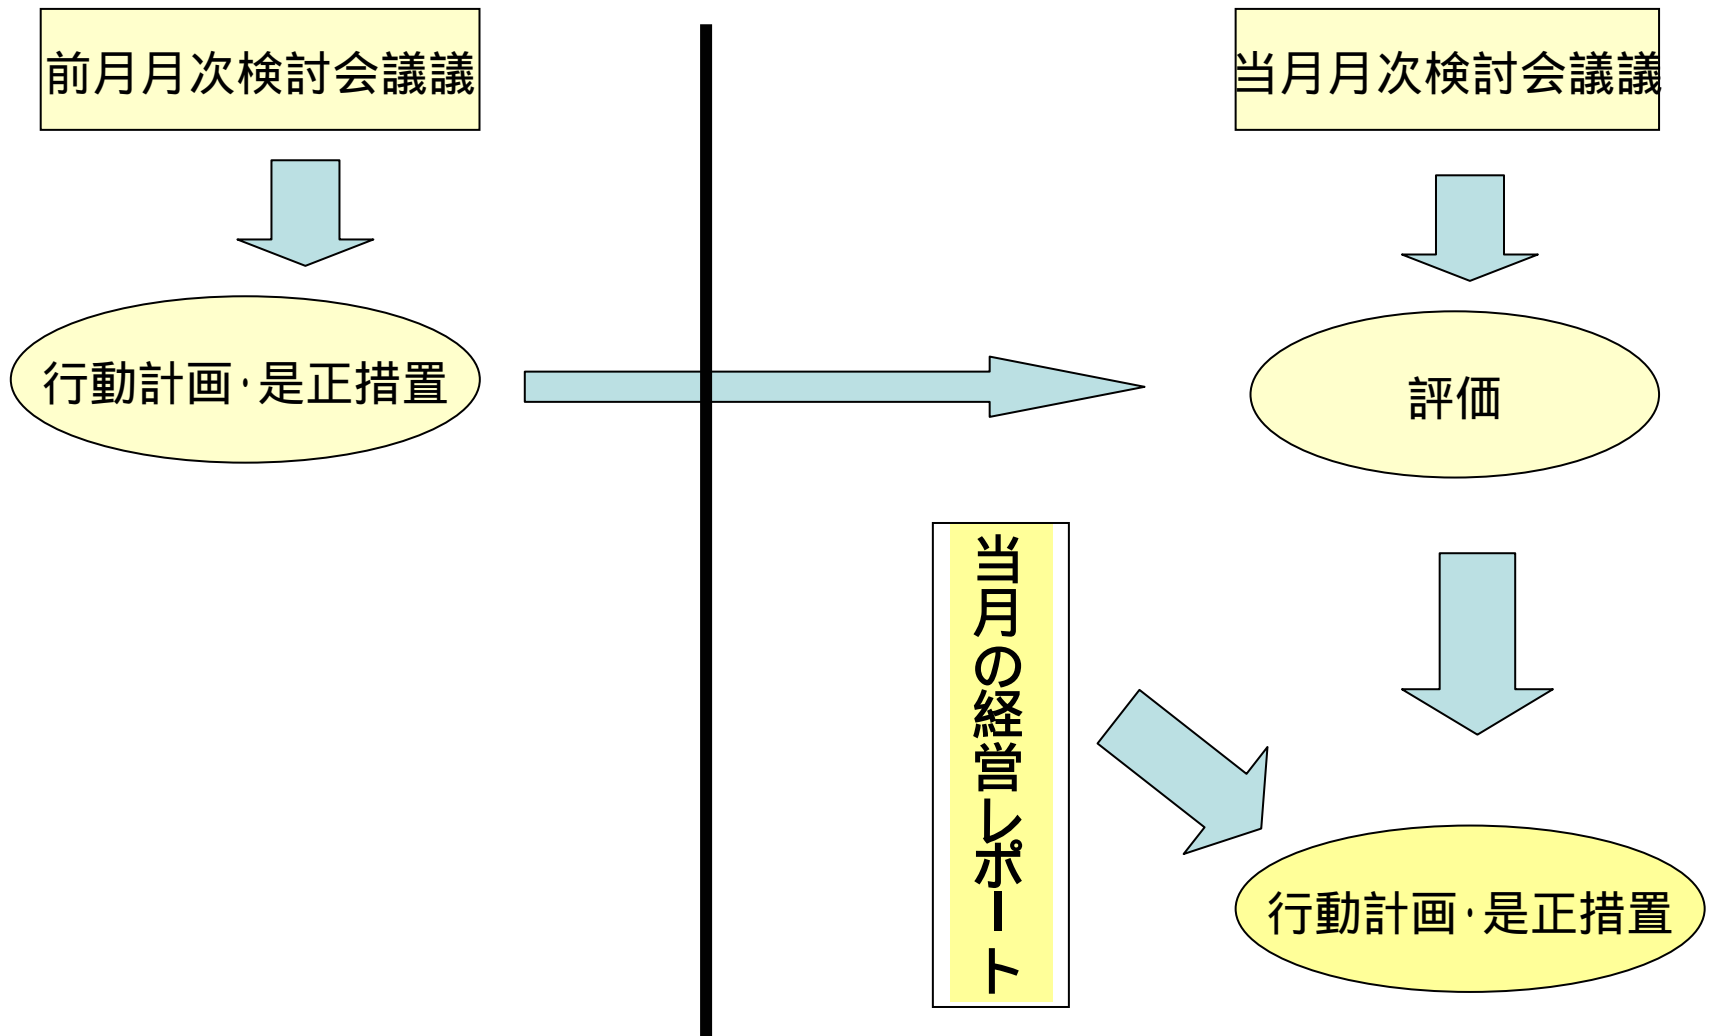 前月月次検討会議議
当月月次検討会議議
行動計画・是正措置
評価
当月の経営レポート
行動計画・是正措置